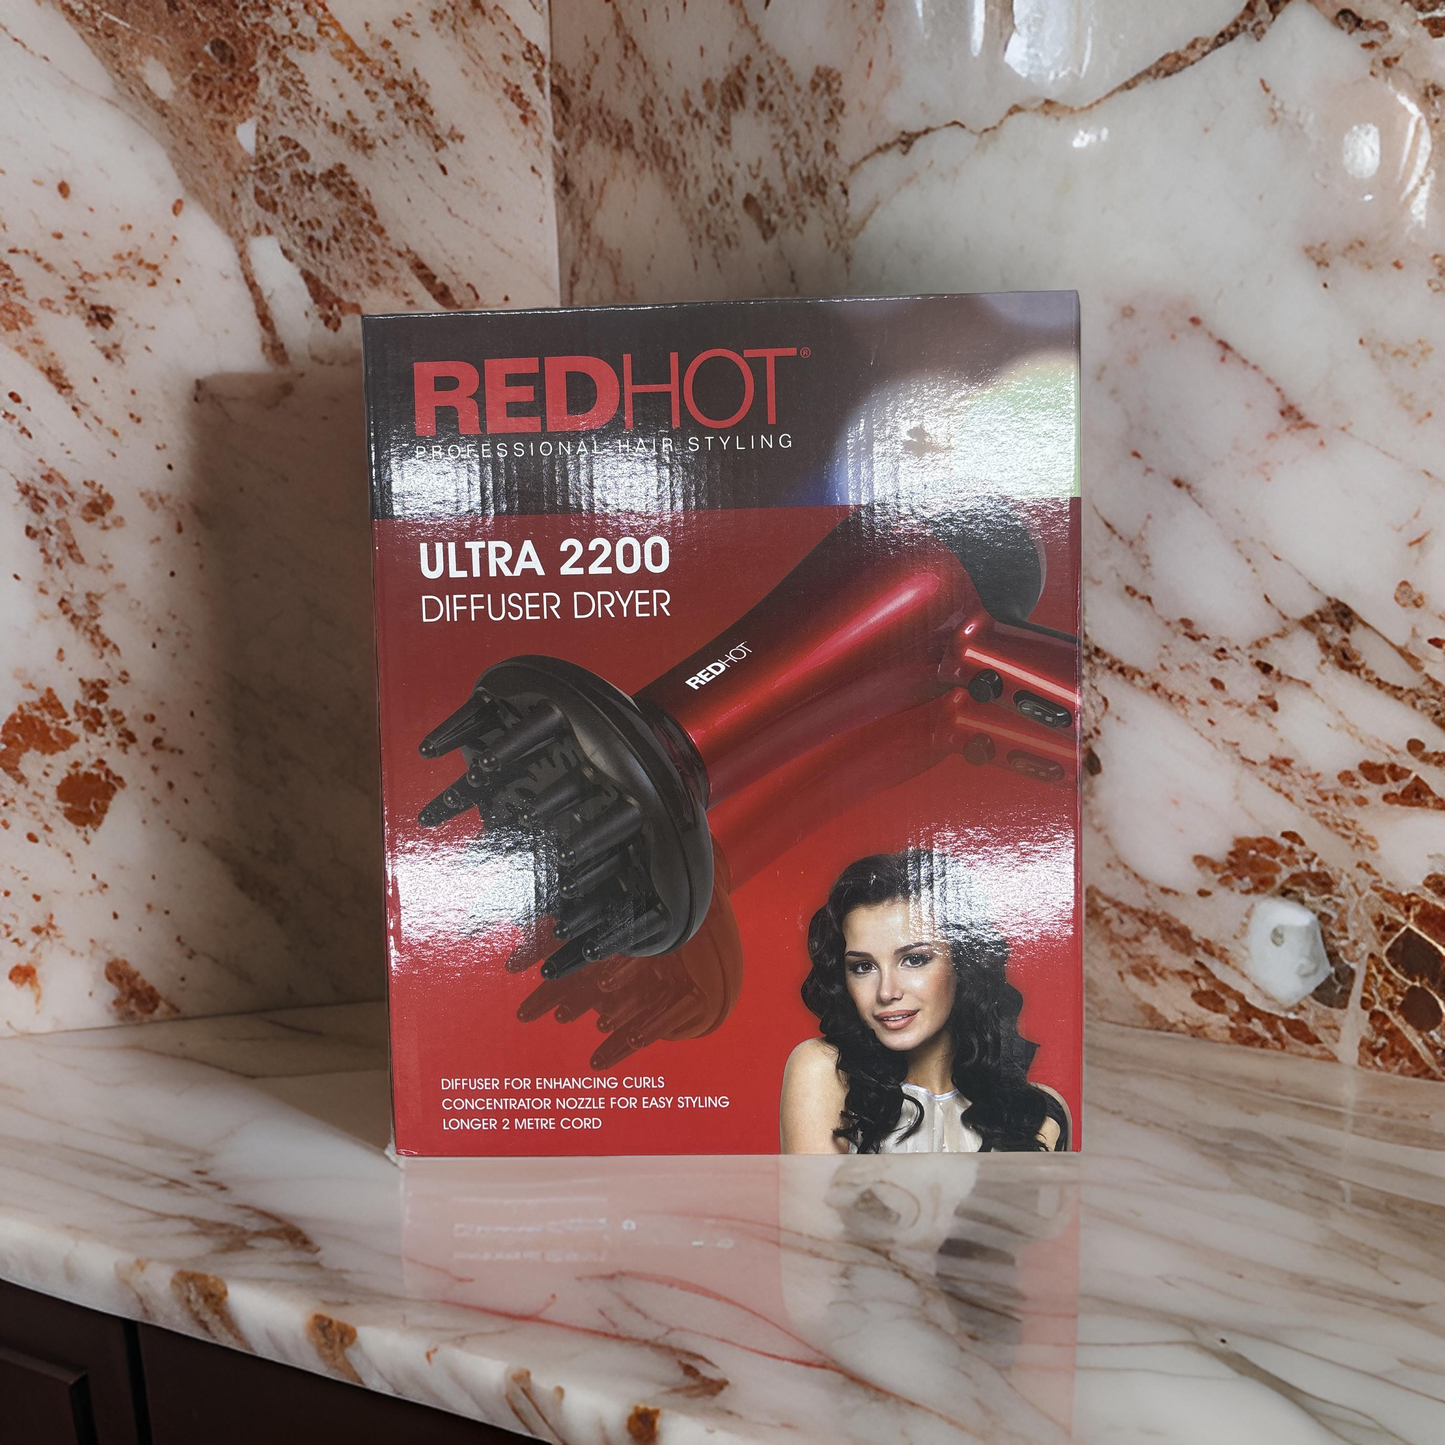 REDHOT®
PROFESSIONAL HAIR STYLING
ULTRA 2200
DIFFUSER DRYER
REDHOT
DIFFUSER FOR ENHANCING CURLS
CONCENTRATOR NOZZLE FOR EASY STYLING
LONGER 2 METRE CORD